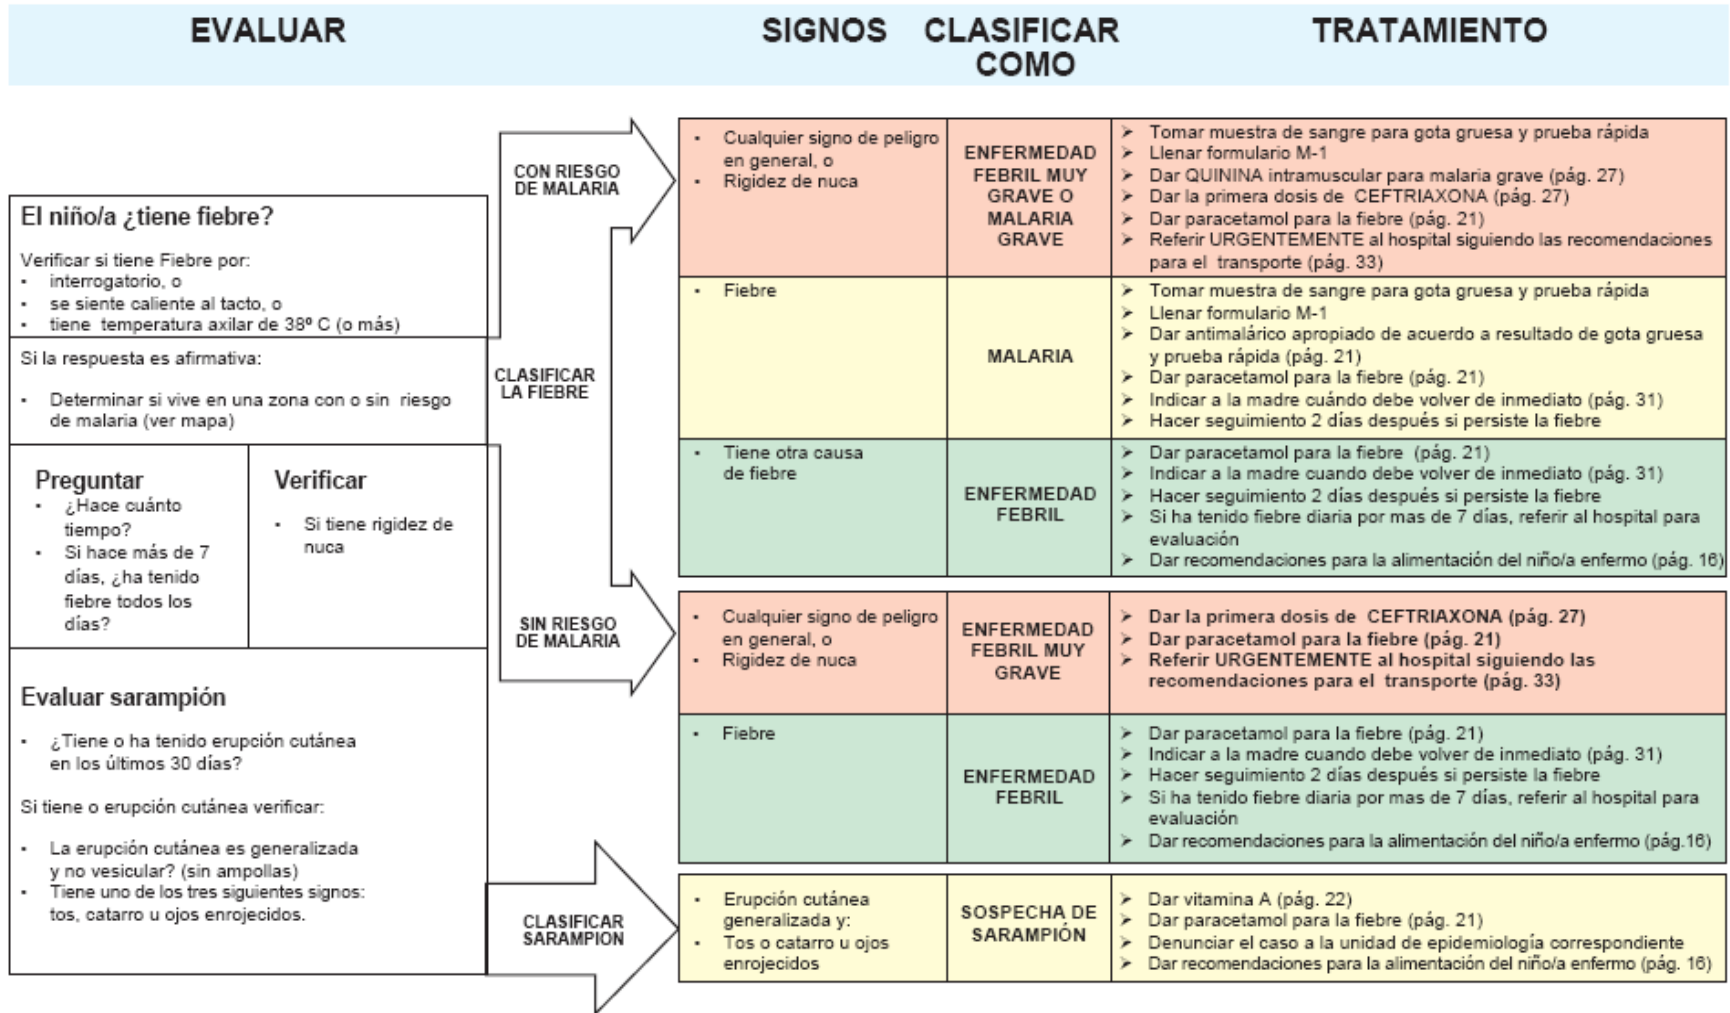 EVALUAR
SIGNOS
CLASIFICAR
COMO
TRATAMIENTO
El niño/a ¿tiene fiebre?
Verificar si tiene Fiebre por:
• interrogatorio, o
• se siente caliente al tacto, o
• tiene temperatura axilar de 38º C (o más)
Si la respuesta es afirmativa:
• Determinar si vive en una zona con o sin riesgo
de malaria (ver mapa)
Preguntar
• ¿Hace cuánto
tiempo?
• Si hace más de 7
días, ¿ha tenido
fiebre todos los
días?
Verificar
• Si tiene rigidez de
nuca
Evaluar sarampión
• ¿Tiene o ha tenido erupción cutánea
en los últimos 30 días?
Si tiene o erupción cutánea verificar:
• La erupción cutánea es generalizada
y no vesicular? (sin ampollas)
• Tiene uno de los tres siguientes signos:
tos, catarro u ojos enrojecidos.
CLASIFICAR
LA FIEBRE
CON RIESGO
DE MALARIA
• Cualquier signo de peligro
en general, o
• Rigidez de nuca
ENFERMEDAD
FEBRIL MUY
GRAVE O
MALARIA
GRAVE
➢ Tomar muestra de sangre para gota gruesa y prueba rápida
➢ Llenar formulario M-1
➢ Dar QUININA intramuscular para malaria grave (pág. 27)
➢ Dar la primera dosis de CEFTRIAXONA (pág. 27)
➢ Dar paracetamol para la fiebre (pág. 21)
➢ Referir URGENTEMENTE al hospital siguiendo las recomendaciones
para el transporte (pág. 33)
• Fiebre
MALARIA
➢ Tomar muestra de sangre para gota gruesa y prueba rápida
➢ Llenar formulario M-1
➢ Dar antimalárico apropiado de acuerdo a resultado de gota gruesa
y prueba rápida (pág. 21)
➢ Dar paracetamol para la fiebre (pág. 21)
➢ Indicar a la madre cuándo debe volver de inmediato (pág. 31)
➢ Hacer seguimiento 2 días después si persiste la fiebre
• Tiene otra causa
de fiebre
ENFERMEDAD
FEBRIL
➢ Dar paracetamol para la fiebre (pág. 21)
➢ Indicar a la madre cuando debe volver de inmediato (pág. 31)
➢ Hacer seguimiento 2 días después si persiste la fiebre
➢ Si ha tenido fiebre diaria por mas de 7 días, referir al hospital para
evaluación
➢ Dar recomendaciones para la alimentación del niño/a enfermo (pág. 16)
SIN RIESGO
DE MALARIA
• Cualquier signo de peligro
en general, o
• Rigidez de nuca
ENFERMEDAD
FEBRIL MUY
GRAVE
➢ Dar la primera dosis de CEFTRIAXONA (pág. 27)
➢ Dar paracetamol para la fiebre (pág. 21)
➢ Referir URGENTEMENTE al hospital siguiendo las
recomendaciones para el transporte (pág. 33)
• Fiebre
ENFERMEDAD
FEBRIL
➢ Dar paracetamol para la fiebre (pág. 21)
➢ Indicar a la madre cuando debe volver de inmediato (pág. 31)
➢ Hacer seguimiento 2 días después si persiste la fiebre
➢ Si ha tenido fiebre diaria por mas de 7 días, referir al hospital para
evaluación
➢ Dar recomendaciones para la alimentación del niño/a enfermo (pág.16)
CLASIFICAR
SARAMPION
• Erupción cutánea
generalizada y:
• Tos o catarro u ojos
enrojecidos
SOSPECHA DE
SARAMPIÓN
➢ Dar vitamina A (pág. 22)
➢ Dar paracetamol para la fiebre (pág. 21)
➢ Denunciar el caso a la unidad de epidemiología correspondiente
➢ Dar recomendaciones para la alimentación del niño/a enfermo (pág. 16)